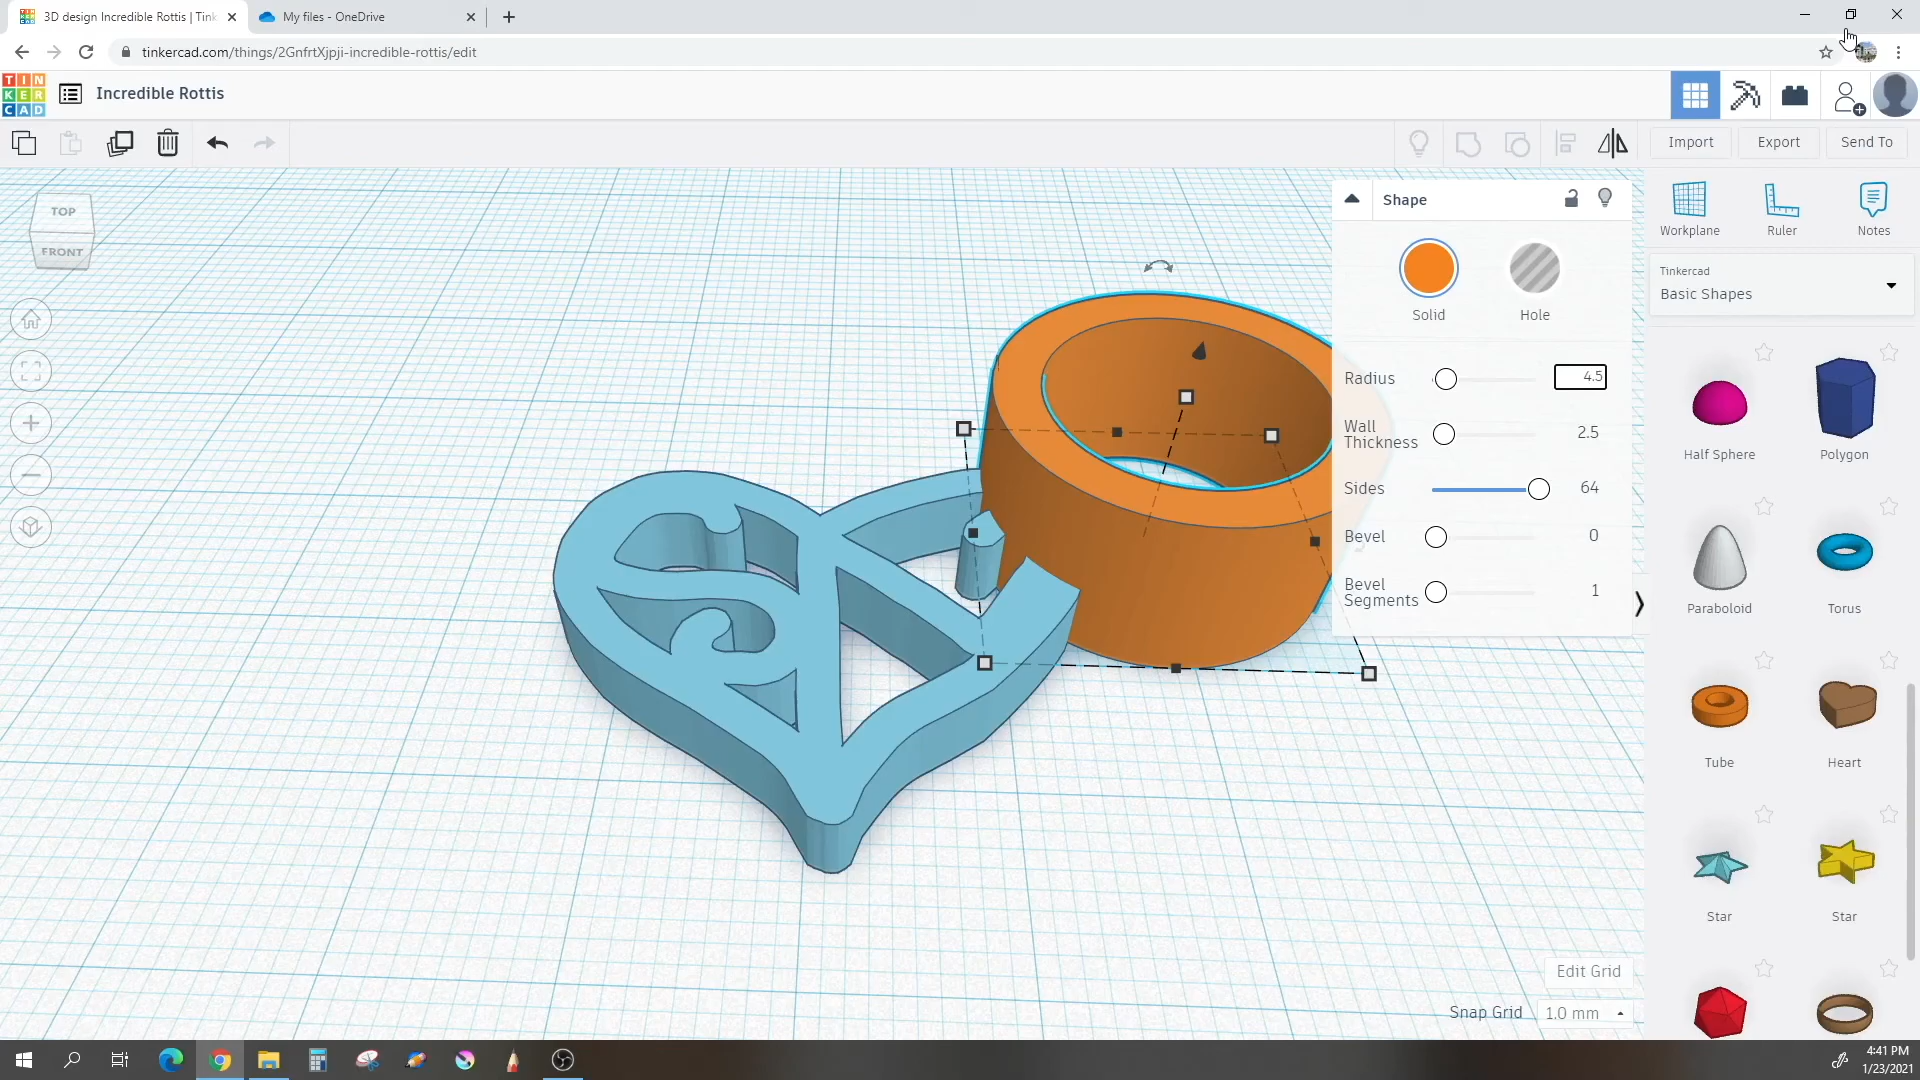 3D design Incredible Rottis | Tink
My files - OneDrive
tinkercad.com/things/2GnfrtXjpji-incredible-rottis/edit
TIN
KER
CAD
Incredible Rottis
Import
Export
Send To
TOP
FRONT
Shape
Solid
Hole
Radius 4.5
Wall
Thickness 2.5
Sides 64
Bevel 0
Bevel
Segments 1
Workplane
Ruler
Notes
Tinkercad
Basic Shapes
Half Sphere
Polygon
Paraboloid
Torus
Tube
Heart
Star
Star
Edit Grid
Snap Grid 1.0 mm
4:41 PM
1/23/2021